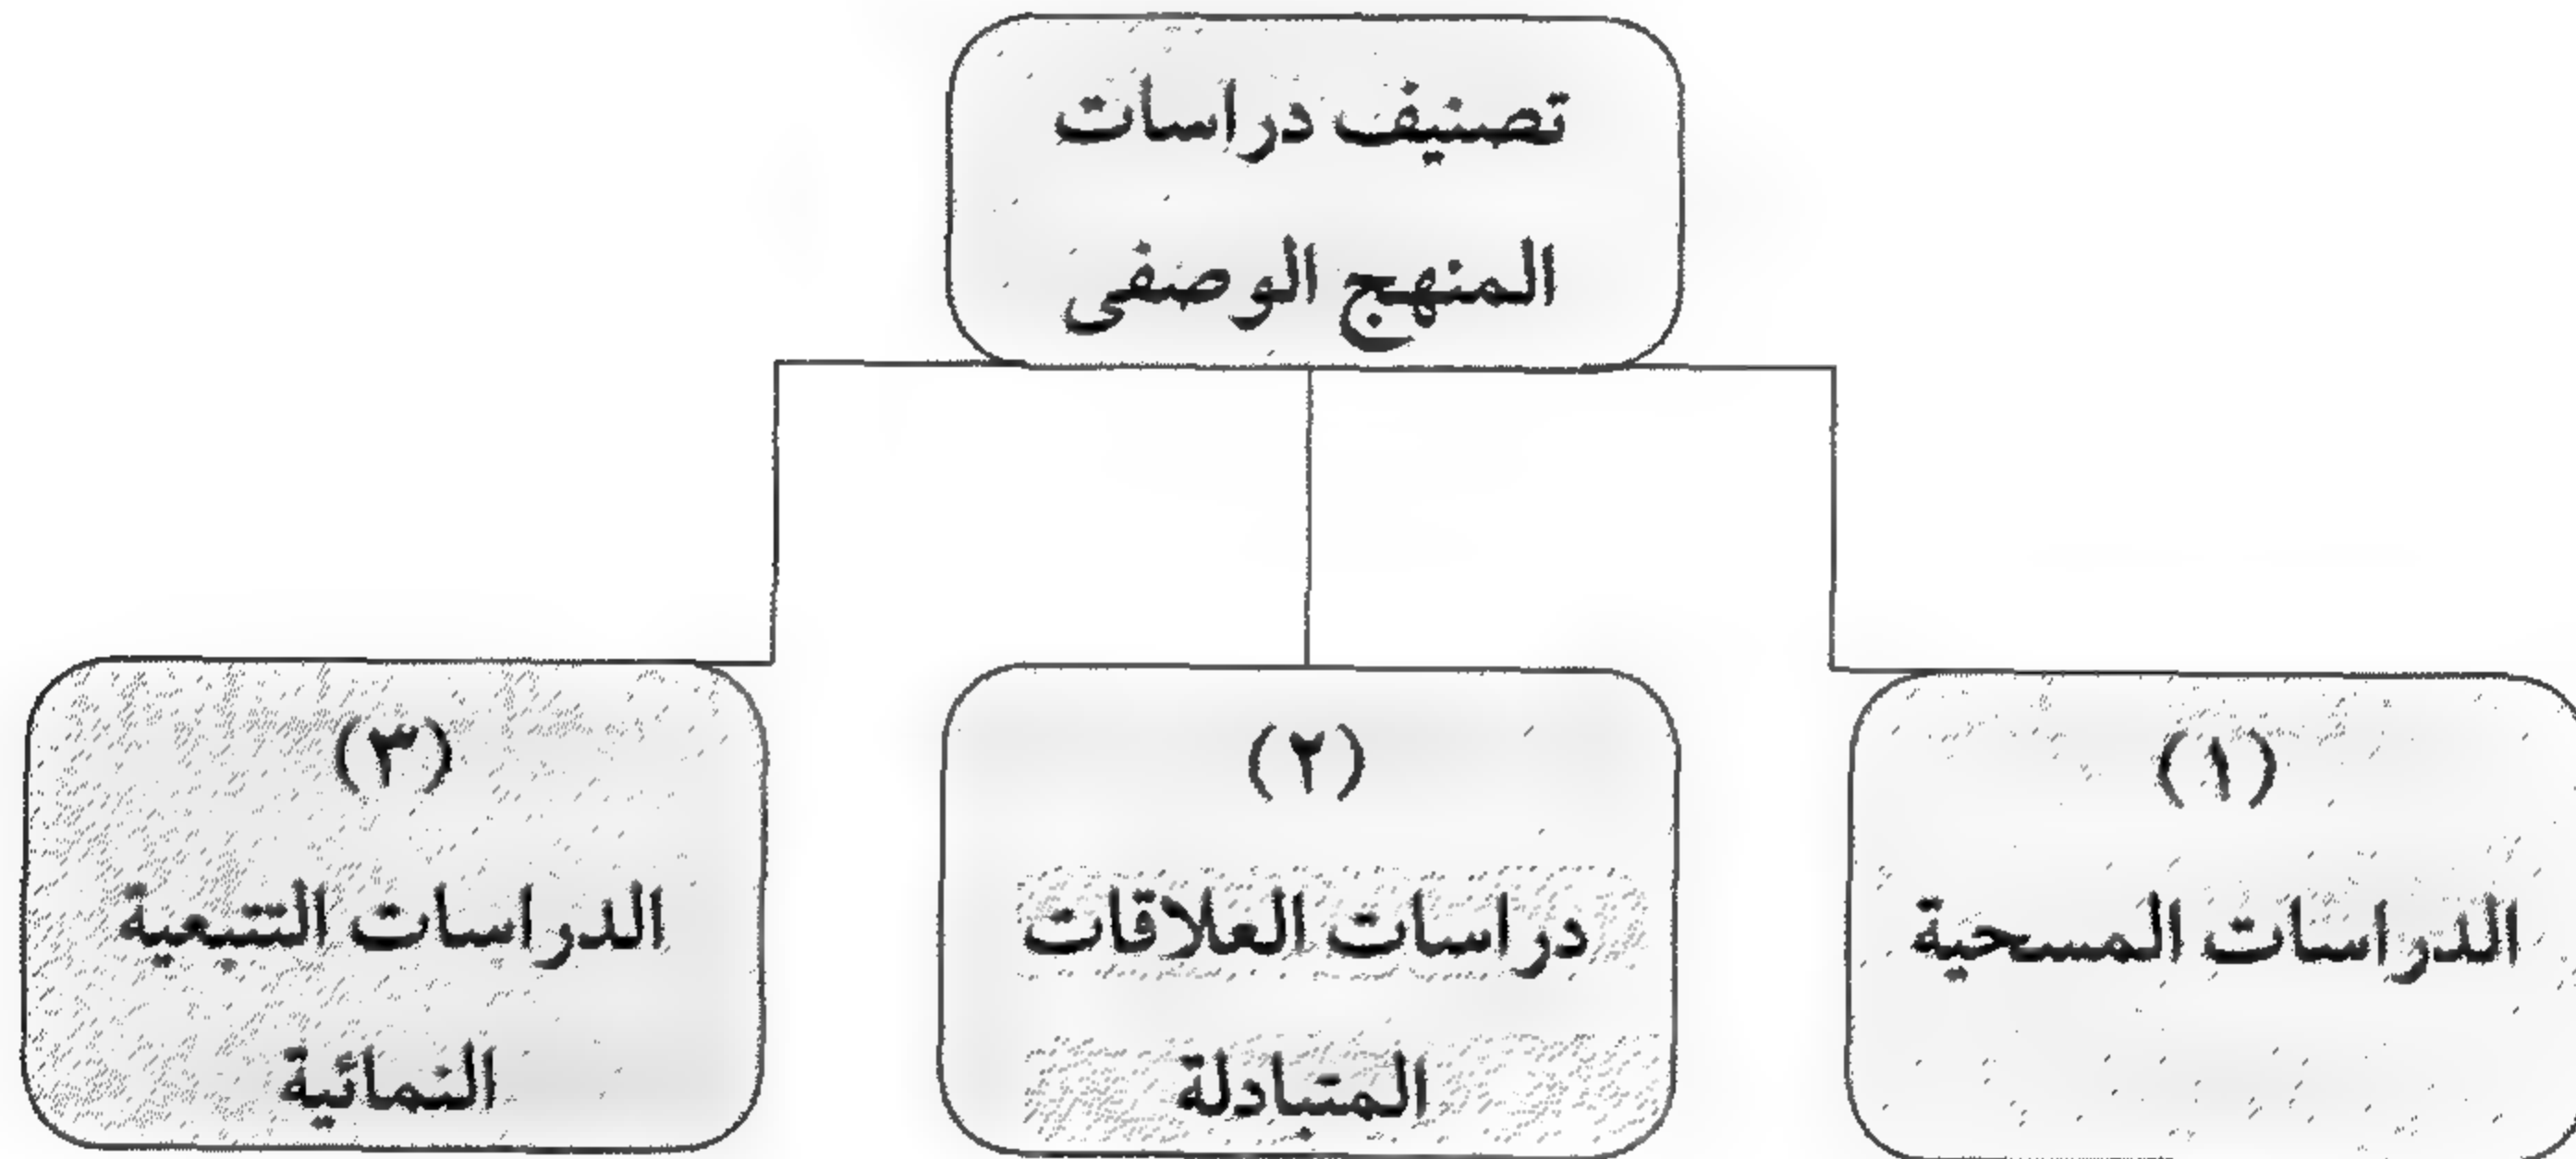 تصنيف دراسات
المنهج الوصفى
(١)
الدراسات المسحية
(٢)
دراسات العلاقات
المتبادلة
(٣)
الدراسات التتبعية
النمائية